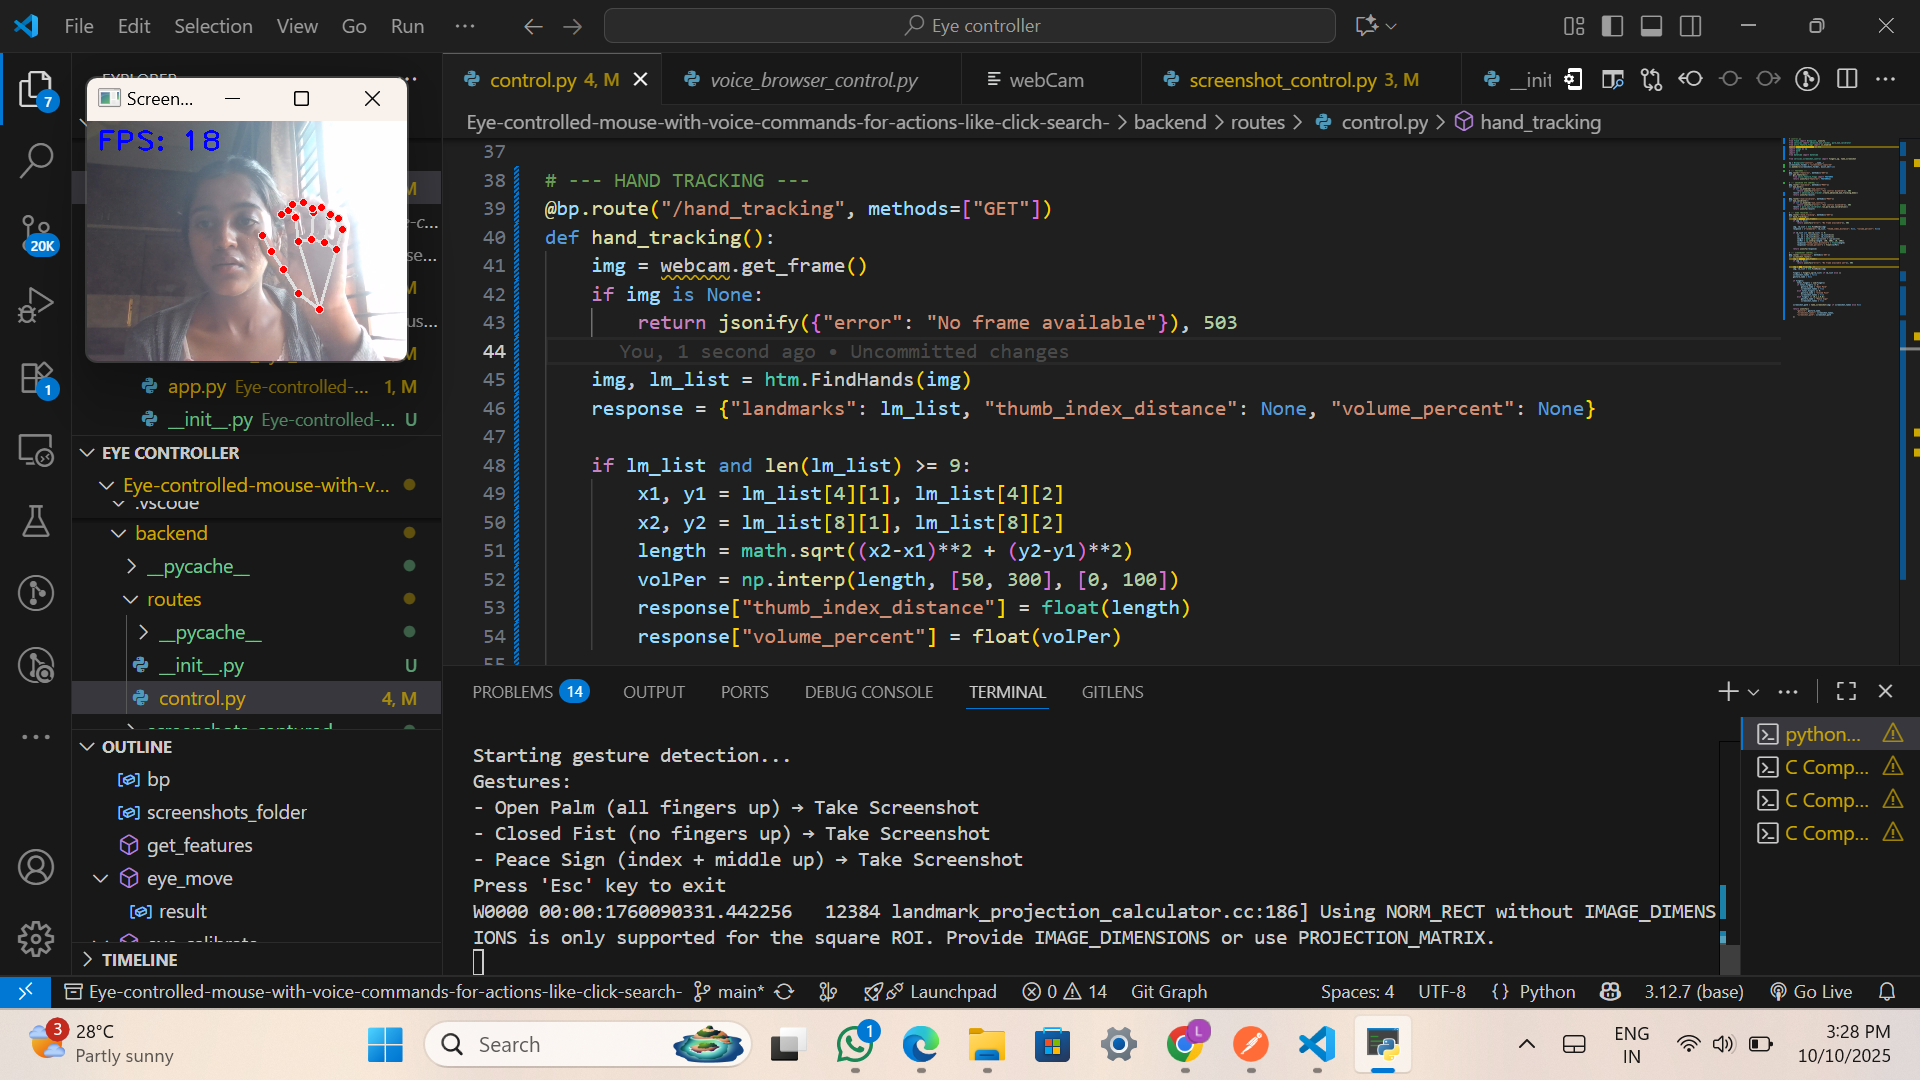 File Edit Selection View Go Run ···
Eye controller
EXPLORER
7
20K
1
Screen...
FPS: 18
M
e-c...
se...
M
us...
M
app.py Eye-controlled-... 1, M
__init__.py Eye-controlled-... U
EYE CONTROLLER
Eye-controlled-mouse-with-v...
.vscode
backend
__pycache__
routes
__pycache__
__init__.py U
control.py 4, M
screenshots_captured
OUTLINE
bp
screenshots_folder
get_features
eye_move
result
eye_calibrate
TIMELINE
control.py 4, M
voice_browser_control.py
webCam
screenshot_control.py 3, M
__init
Eye-controlled-mouse-with-voice-commands-for-actions-like-click-search- > backend > routes > control.py > hand_tracking
37
38 # --- HAND TRACKING ---
39 @bp.route("/hand_tracking", methods=["GET"])
40 def hand_tracking():
41 img = webcam.get_frame()
42 if img is None:
43 return jsonify({"error": "No frame available"}), 503
44 You, 1 second ago • Uncommitted changes
45 img, lm_list = htm.FindHands(img)
46 response = {"landmarks": lm_list, "thumb_index_distance": None, "volume_percent": None}
47
48 if lm_list and len(lm_list) >= 9:
49 x1, y1 = lm_list[4][1], lm_list[4][2]
50 x2, y2 = lm_list[8][1], lm_list[8][2]
51 length = math.sqrt((x2-x1)**2 + (y2-y1)**2)
52 volPer = np.interp(length, [50, 300], [0, 100])
53 response["thumb_index_distance"] = float(length)
54 response["volume_percent"] = float(volPer)
55
PROBLEMS 14 OUTPUT PORTS DEBUG CONSOLE TERMINAL GITLENS
Starting gesture detection...
Gestures:
- Open Palm (all fingers up) → Take Screenshot
- Closed Fist (no fingers up) → Take Screenshot
- Peace Sign (index + middle up) → Take Screenshot
Press 'Esc' key to exit
W0000 00:00:1760090331.442256 12384 landmark_projection_calculator.cc:186] Using NORM_RECT without IMAGE_DIMENS
IONS is only supported for the square ROI. Provide IMAGE_DIMENSIONS or use PROJECTION_MATRIX.
python...
C Comp...
C Comp...
C Comp...
Eye-controlled-mouse-with-voice-commands-for-actions-like-click-search- main* Launchpad 0 14 Git Graph Spaces: 4 UTF-8 {} Python 3.12.7 (base) Go Live
3
28°C
Partly sunny
Search
1
L
ENG
IN
3:28 PM
10/10/2025